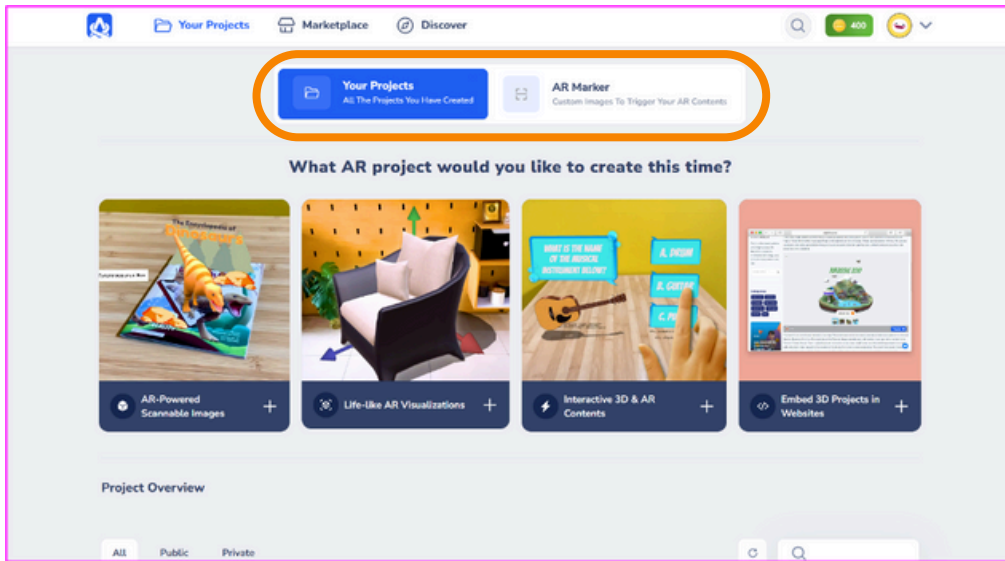 Your Projects
Marketplace
Discover
400
Your Projects
All The Projects You Have Created
AR Marker
Custom Images To Trigger Your AR Contents
What AR project would you like to create this time?
The Encyclopedia of
WHAT IS THE NAME
OF THE MUSICAL
INSTRUMENT BELOW?
A. DRUM
B. GUITAR
AR-Powered
Scannable Images
Life-like AR Visualizations
Interactive 3D & AR
Contents
Embed 3D Projects in
Websites
Project Overview
All
Public
Private